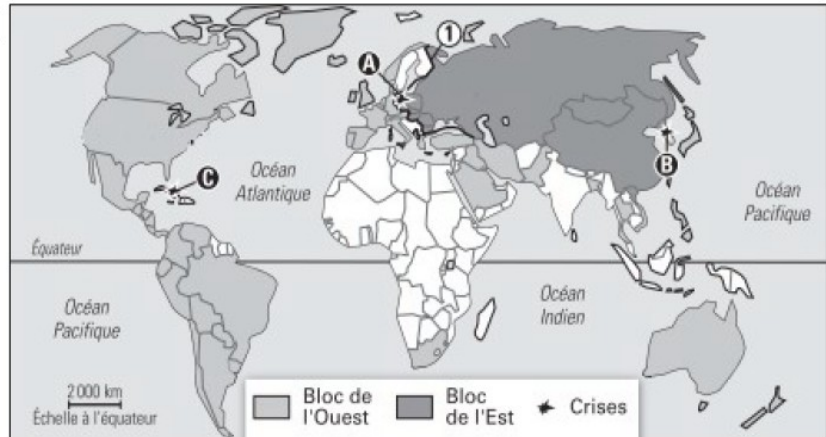 1
A
C
B
Océan
Atlantique
Océan
Pacifique
Équateur
Océan
Pacifique
Océan
Indien
2 000 km
Échelle à l'équateur
Bloc de
l'Ouest
Bloc
de l'Est
Crises